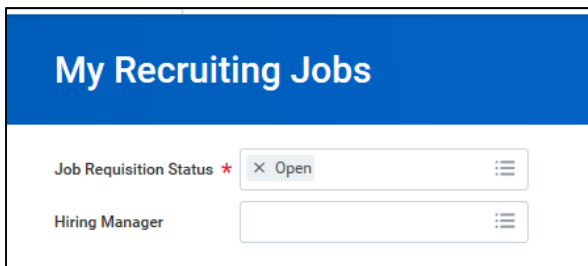 My Recruiting Jobs
Job Requisition Status * × Open
Hiring Manager